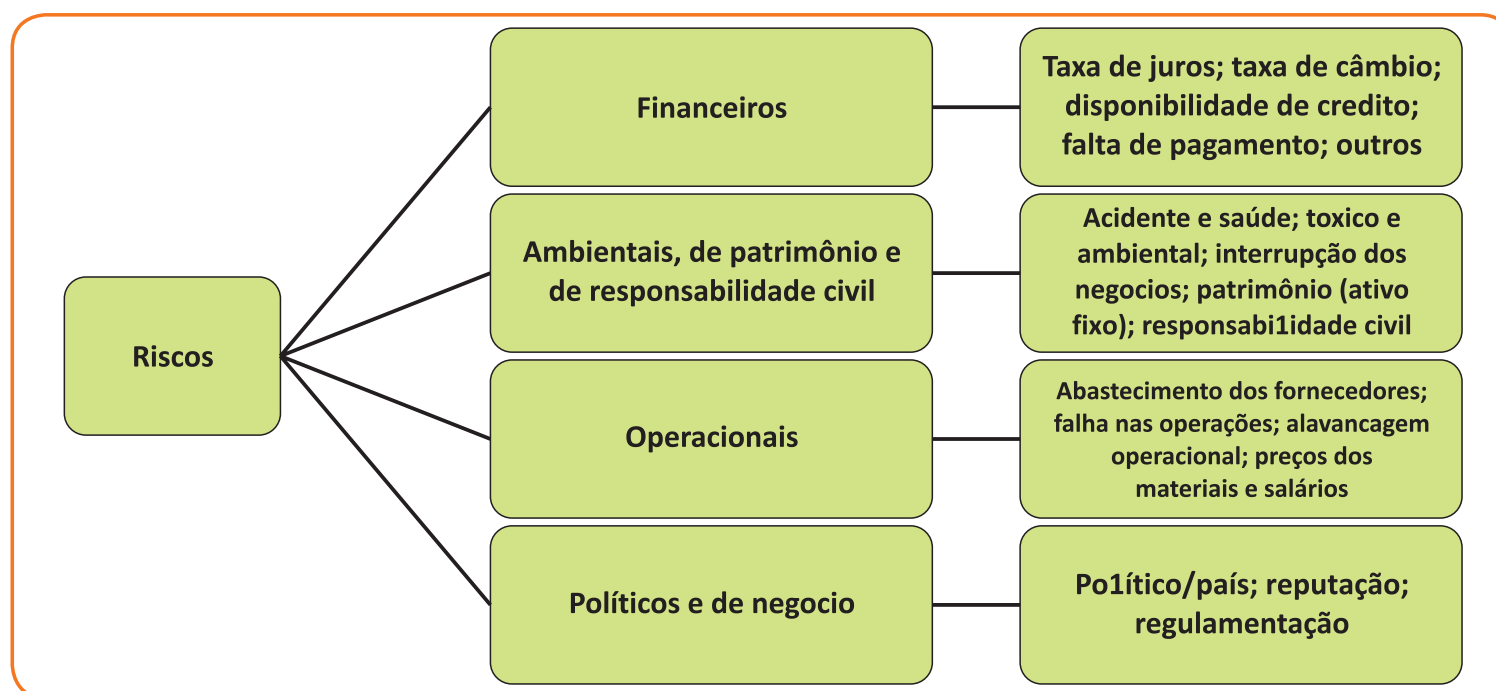 Riscos
Financeiros
Taxa de juros; taxa de câmbio;
disponibilidade de credito;
falta de pagamento; outros
Ambientais, de patrimônio e
de responsabilidade civil
Acidente e saúde; toxico e
ambiental; interrupção dos
negocios; patrimônio (ativo
fixo); responsabi1idade civil
Operacionais
Abastecimento dos fornecedores;
falha nas operações; alavancagem
operacional; preços dos
materiais e salários
Políticos e de negocio
Po1ítico/país; reputação;
regulamentação